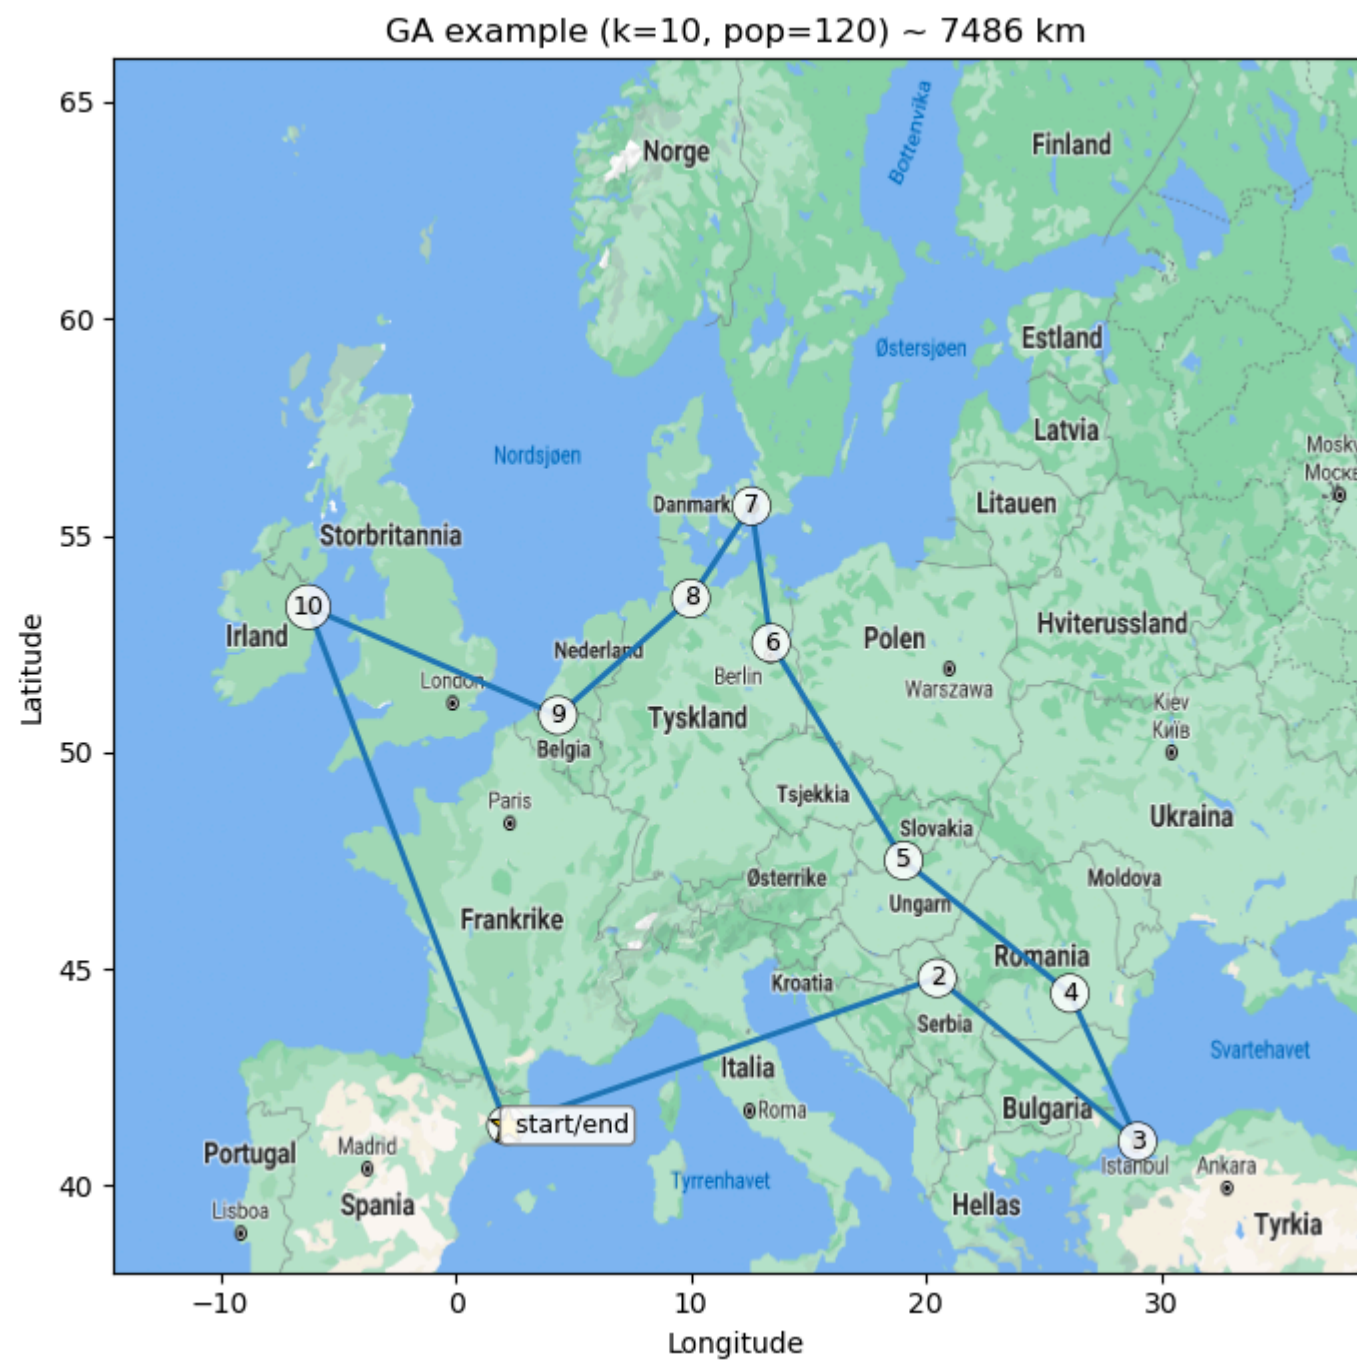 GA example (k=10, pop=120) ~ 7486 km
65
60
55
50
45
40
Latitude
−10
0
10
20
30
Longitude
Norge
Bottenvika
Finland
Østersjøen
Estland
Latvia
Litauen
Nordsjøen
Danmark
7
Storbritannia
8
10
Irland
Nederland
6
Berlin
Polen
Warszawa
Hviterussland
Kiev
Київ
London
9
Belgia
Tyskland
Paris
Tsjekkia
Slovakia
Ukraina
5
Østerrike
Ungarn
Moldova
Frankrike
Romania
2
4
Kroatia
Serbia
Svartehavet
Italia
Roma
Bulgaria
start/end
3
Istanbul
Ankara
Portugal
Madrid
Lisboa
Spania
Tyrrenhavet
Hellas
Tyrkia